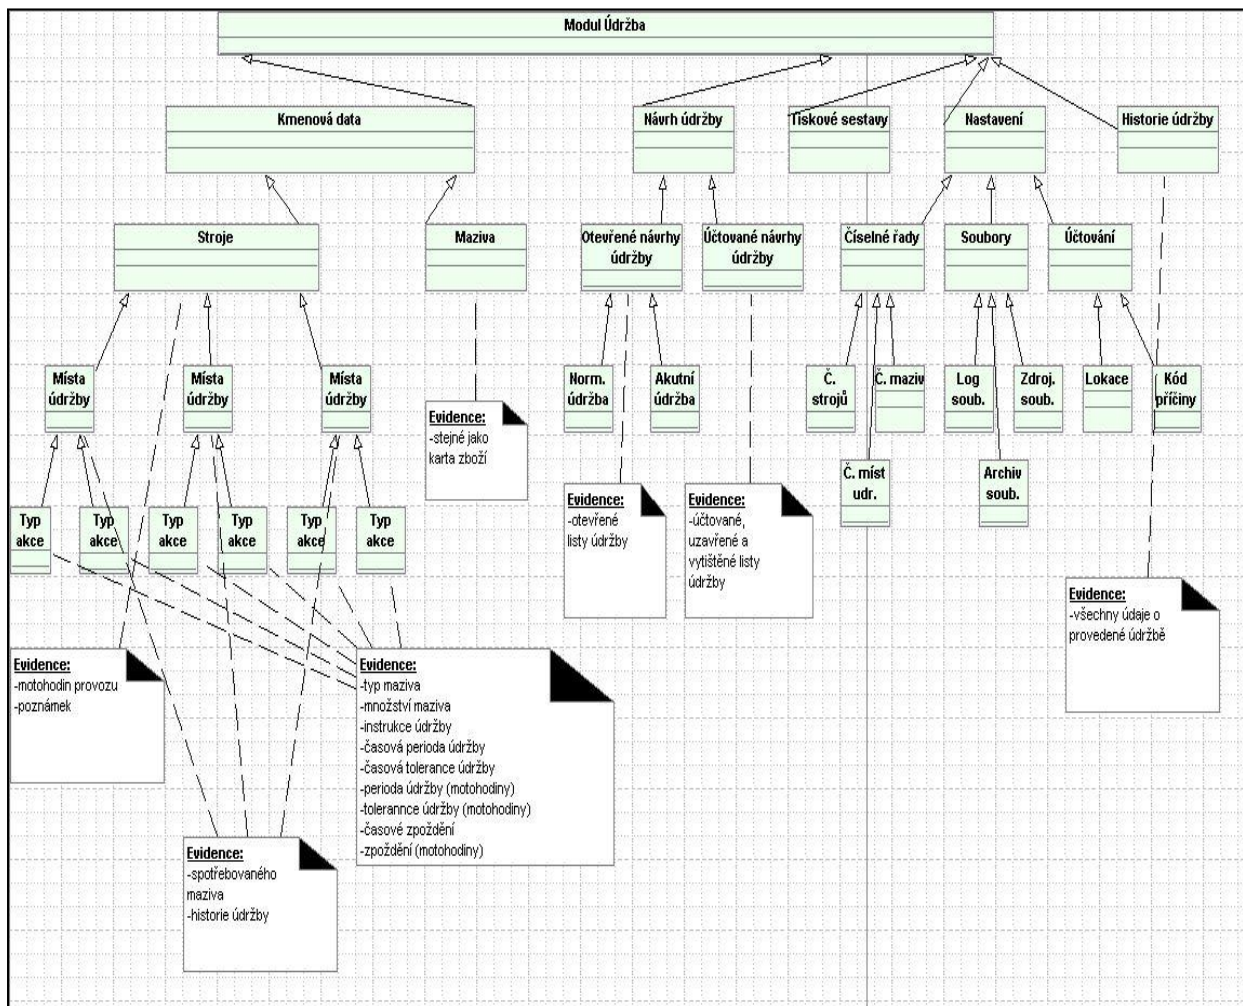 Modul Údržba
Kmenová data
Návrh údržby
Tiskové sestavy
Nastavení
Historie údržby
Stroje
Maziva
Otevřené návrhy
údržby
Účtované návrhy
údržby
Číselné řady
Soubory
Účtování
Místa
údržby
Místa
údržby
Místa
údržby
Norm.
údržba
Akutní
údržba
Č.
strojů
Č. maziv
Log
soub.
Zdroj.
soub.
Lokace
Kód
příčiny
Evidence:
-stejné jako
karta zboží
Č. míst
udr.
Archiv
soub.
Typ
akce
Typ
akce
Typ
akce
Typ
akce
Typ
akce
Typ
akce
Evidence:
-otevřené
listy údržby
Evidence:
-účtované,
uzavřené a
vytištěné listy
údržby
Evidence:
-všechny údaje o
provedené údržbě
Evidence:
-motohodin provozu
-poznámek
Evidence:
-typ maziva
-množství maziva
-instrukce údržby
-časová perioda údržby
-časová tolerance údržby
-perioda údržby (motohodiny)
-tolerannce údržby (motohodiny)
-časové zpoždění
-zpoždění (motohodiny)
Evidence:
-spotřebovaného
maziva
-historie údržby